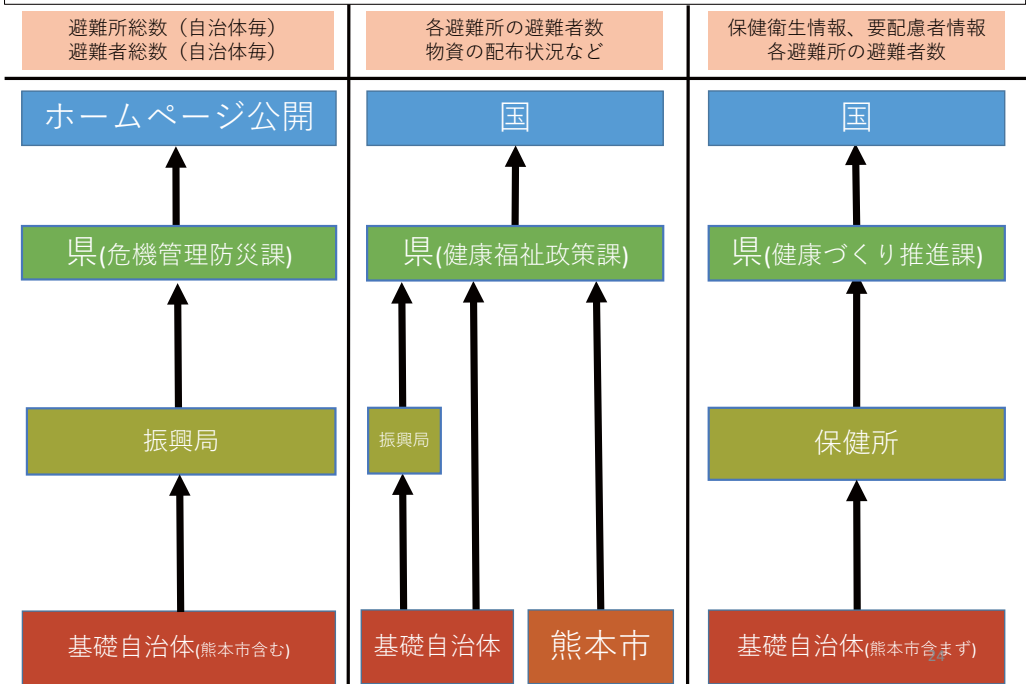 避難所総数（自治体毎）
避難者総数（自治体毎）
各避難所の避難者数
物資の配布状況など
保健衛生情報、要配慮者情報
各避難所の避難者数
ホームページ公開
国
国
県(危機管理防災課)
県(健康福祉政策課)
県(健康づくり推進課)
振興局
振興局
保健所
基礎自治体(熊本市含む)
基礎自治体
熊本市
基礎自治体(熊本市含まず)
24